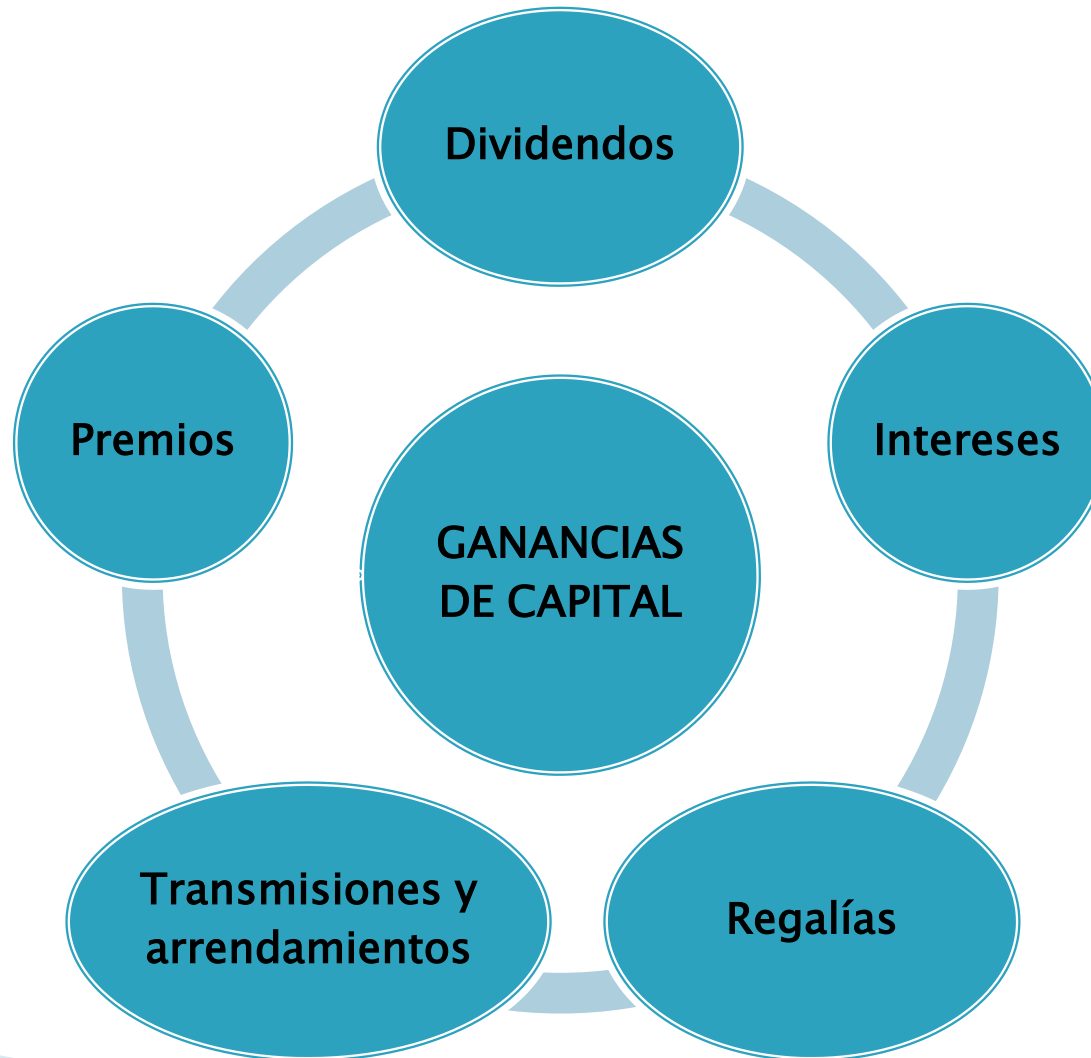 Dividendos
Premios
Intereses
GANANCIAS
DE CAPITAL
Transmisiones y
arrendamientos
Regalías